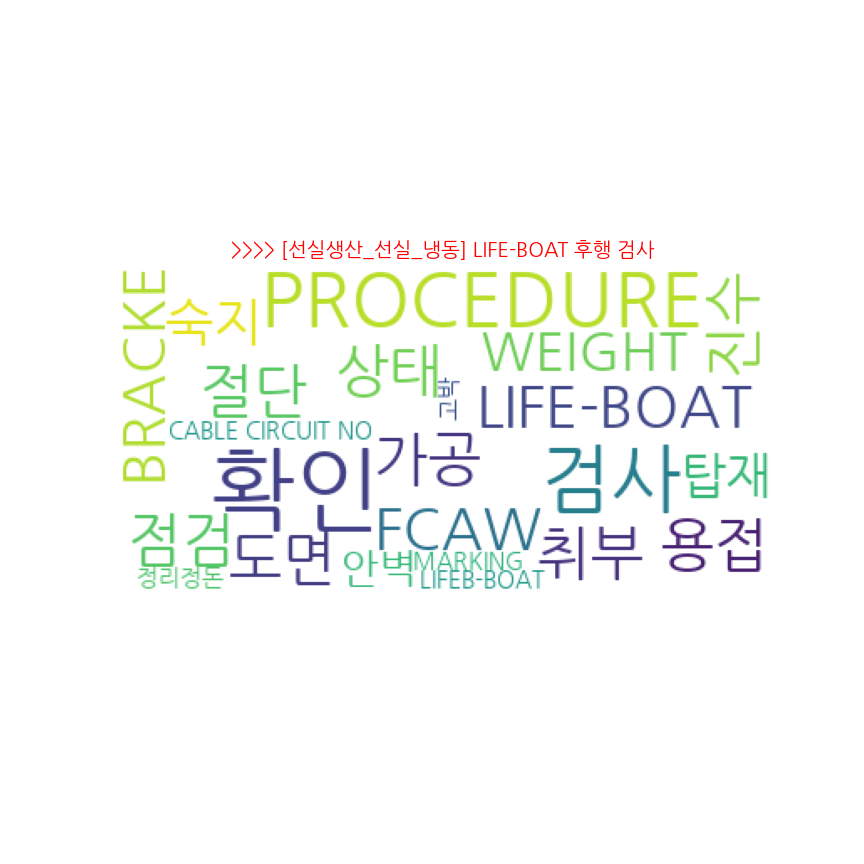 >>>> [선실생산_선실_냉동] LIFE-BOAT 후행 검사
BRACKE
숙지
PROCEDURE
진수
절단
상태
WEIGHT
고박
LIFE-BOAT
CABLE CIRCUIT NO
확인
가공
검사
탑재
점검
도면
FCAW
취부
용접
정리정돈
안벽
MARKING
LIFEB-BOAT